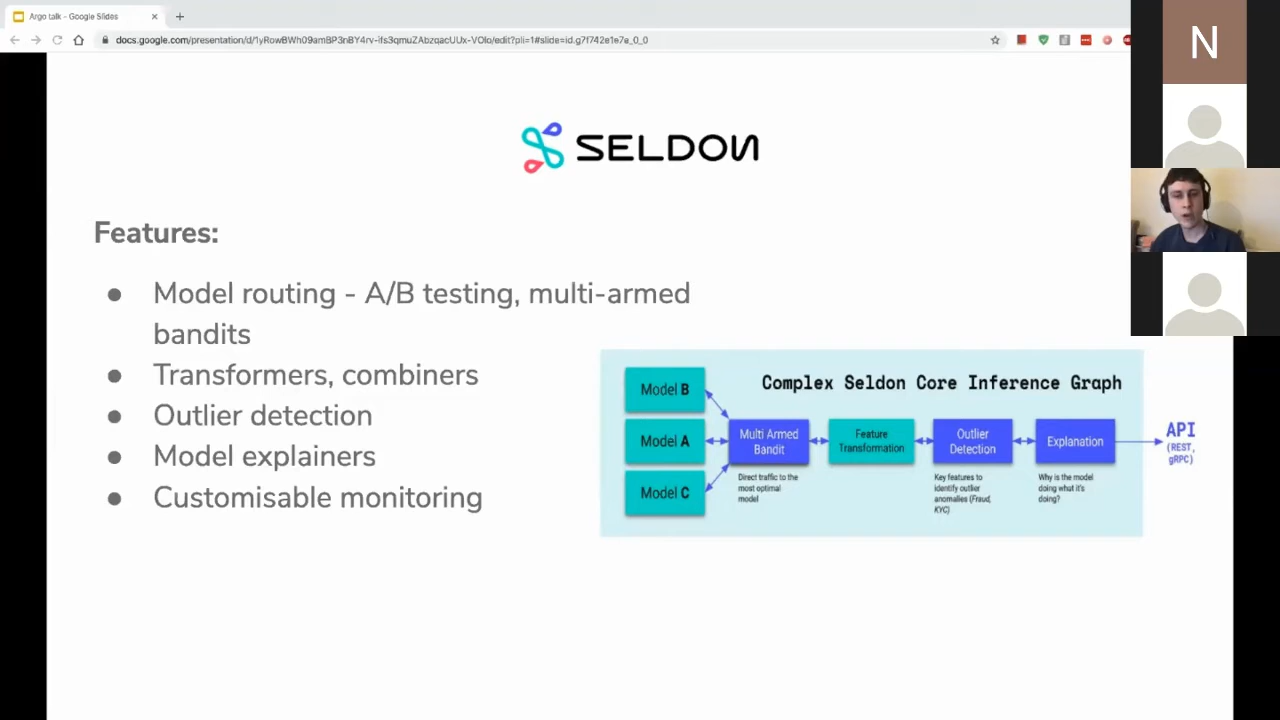 Argo talk - Google Slides
docs.google.com/presentation/d/1yRowBWh09amBP3nBY4rv-ifs3qmuZAbzqacUUx-VOlo/edit?pli=1#slide=id.g7f742e1e7e_0_0
N
SELDON
Features:
● Model routing - A/B testing, multi-armed
bandits
● Transformers, combiners
● Outlier detection
● Model explainers
● Customisable monitoring
Complex Seldon Core Inference Graph
Model B
Model A
Model C
Multi Armed
Bandit
Direct traffic to the
most optimal
model
Feature
Transformation
Outlier
Detection
Key features to
identify outlier
anomalies (Fraud,
KYC)
Explanation
Why is the model
doing what it's
doing?
API
(REST,
gRPC)